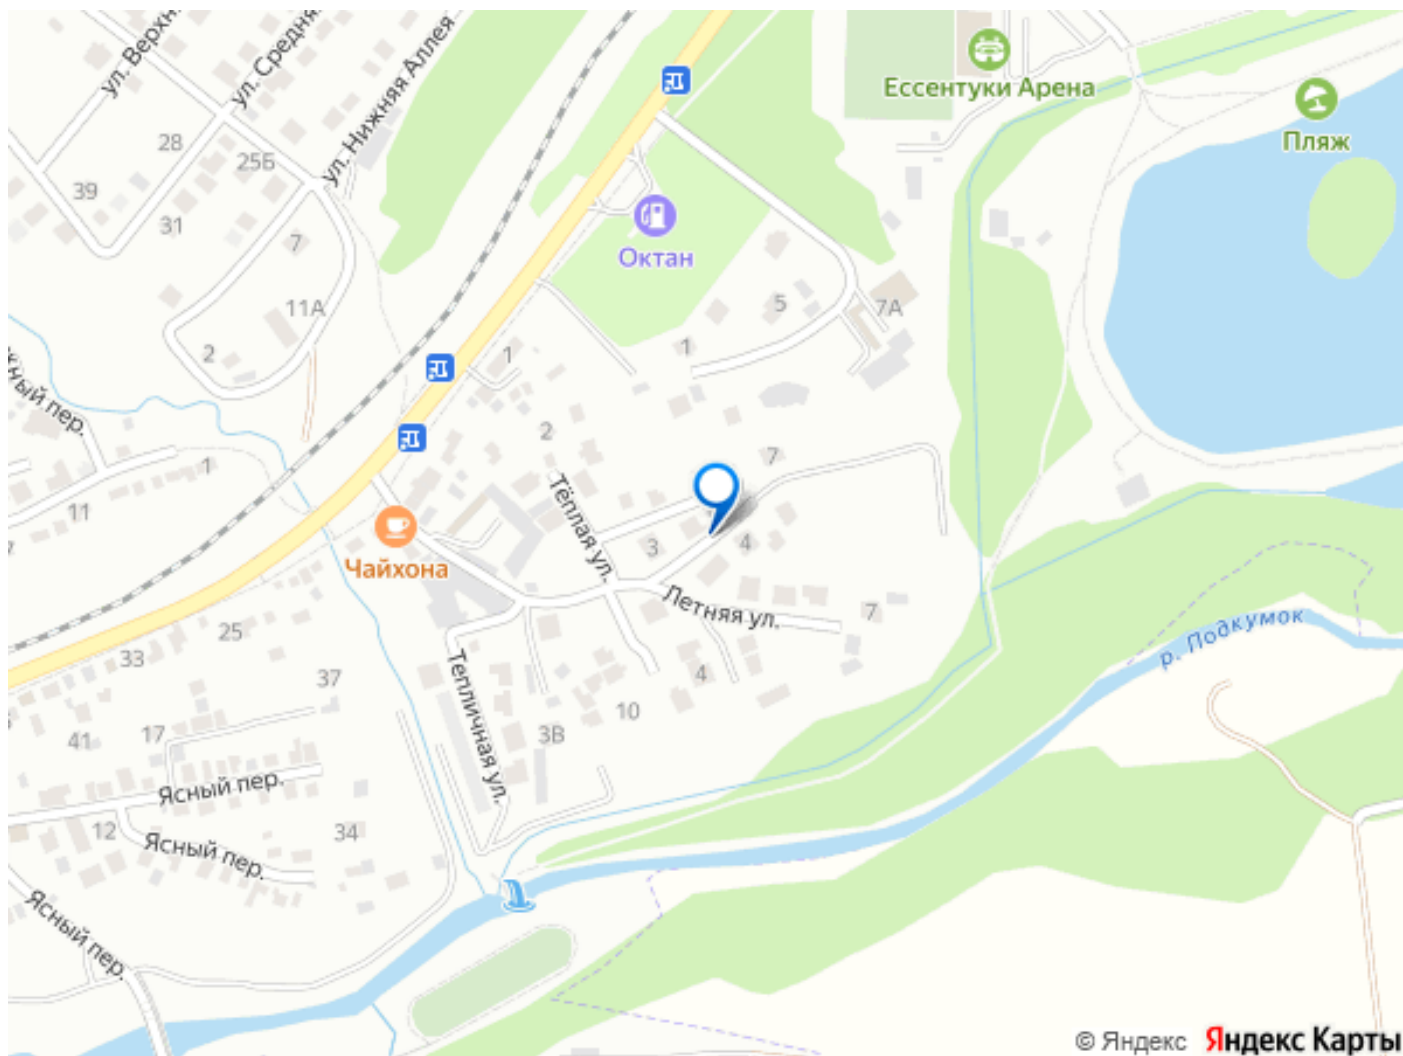 ул. Верхн
ул. Средня
ул. Нижняя Аллея
Ессентуки Арена
Пляж
28
25Б
39
31
7
Октан
11А
5
7А
2
1
1
жный пер.
2
7
1
11
Тёплая ул.
3
4
Чайхона
Летняя ул.
7
25
р. Подкумок
33
Тепличная ул.
37
4
10
41
17
3В
Ясный пер.
12
34
Ясный пер.
Ясный пер.
© Яндекс Яндекс Карты